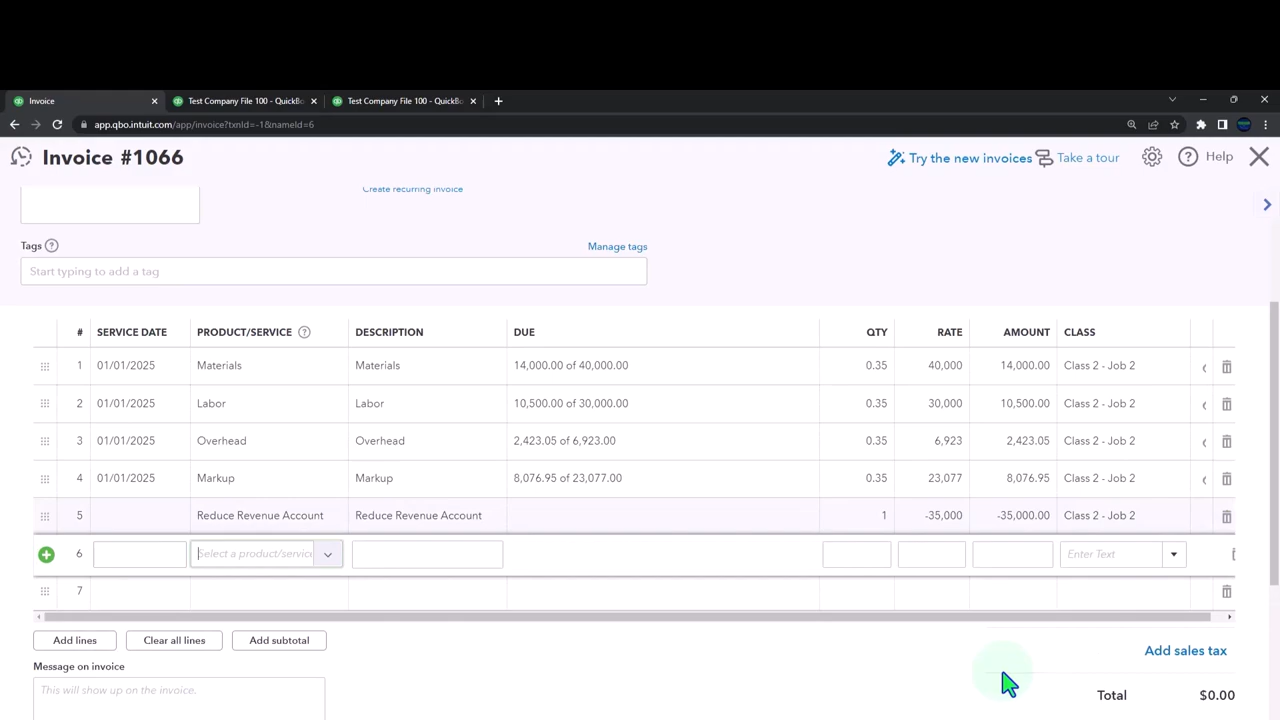 Invoice
Test Company File 100 - QuickBo
Test Company File 100 - QuickBo
app.qbo.intuit.com/app/invoice?txnId=-1&nameId=6
Invoice #1066
Try the new invoices
Take a tour
Help
Create recurring invoice
Tags
Manage tags
Start typing to add a tag
# SERVICE DATE PRODUCT/SERVICE DESCRIPTION DUE QTY RATE AMOUNT CLASS
1 01/01/2025 Materials Materials 14,000.00 of 40,000.00 0.35 40,000 14,000.00 Class 2 - Job 2
2 01/01/2025 Labor Labor 10,500.00 of 30,000.00 0.35 30,000 10,500.00 Class 2 - Job 2
3 01/01/2025 Overhead Overhead 2,423.05 of 6,923.00 0.35 6,923 2,423.05 Class 2 - Job 2
4 01/01/2025 Markup Markup 8,076.95 of 23,077.00 0.35 23,077 8,076.95 Class 2 - Job 2
5 Reduce Revenue Account Reduce Revenue Account 1 -35,000 -35,000.00 Class 2 - Job 2
6 Select a product/service Enter Text
7
Add lines Clear all lines Add subtotal
Add sales tax
Message on invoice
This will show up on the invoice.
Total $0.00